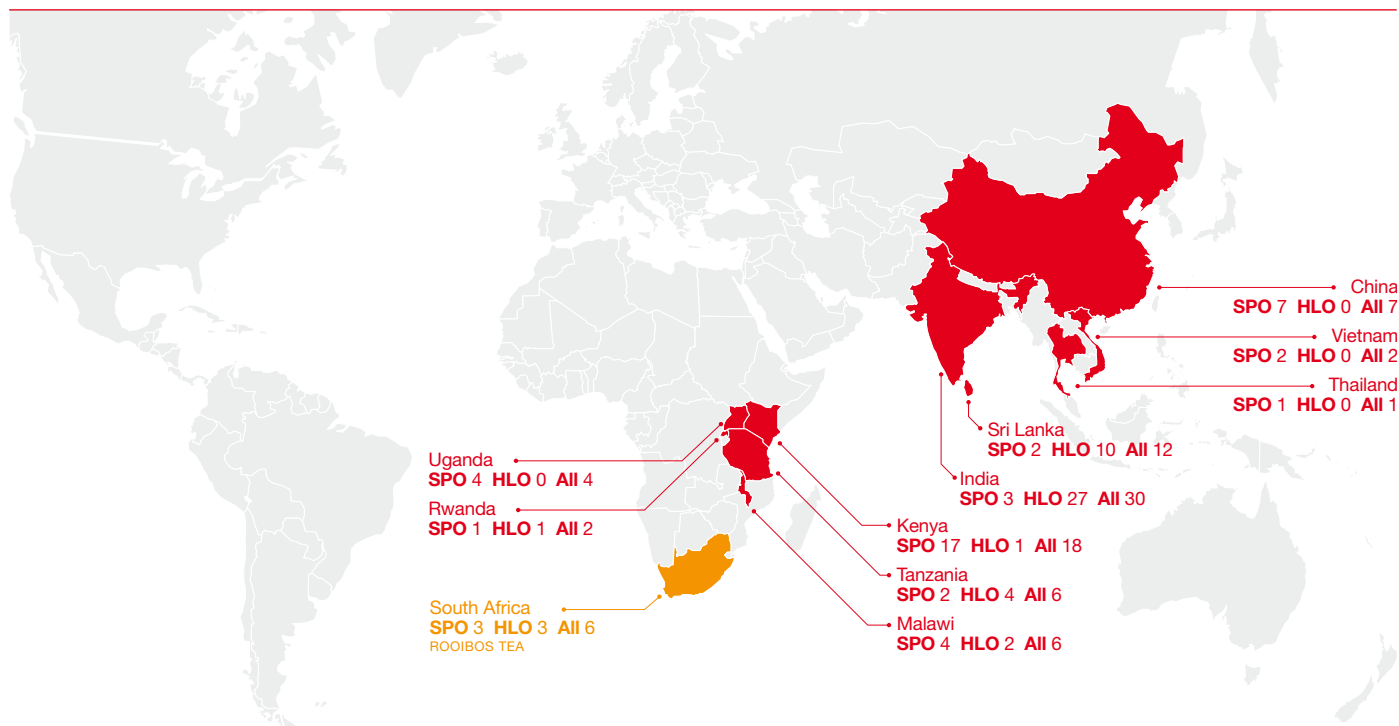 China
SPO 7 HLO 0 All 7
Vietnam
SPO 2 HLO 0 All 2
Thailand
SPO 1 HLO 0 All 1
Sri Lanka
SPO 2 HLO 10 All 12
India
SPO 3 HLO 27 All 30
Uganda
SPO 4 HLO 0 All 4
Rwanda
SPO 1 HLO 1 All 2
Kenya
SPO 17 HLO 1 All 18
Tanzania
SPO 2 HLO 4 All 6
Malawi
SPO 4 HLO 2 All 6
South Africa
SPO 3 HLO 3 All 6
ROOIBOS TEA